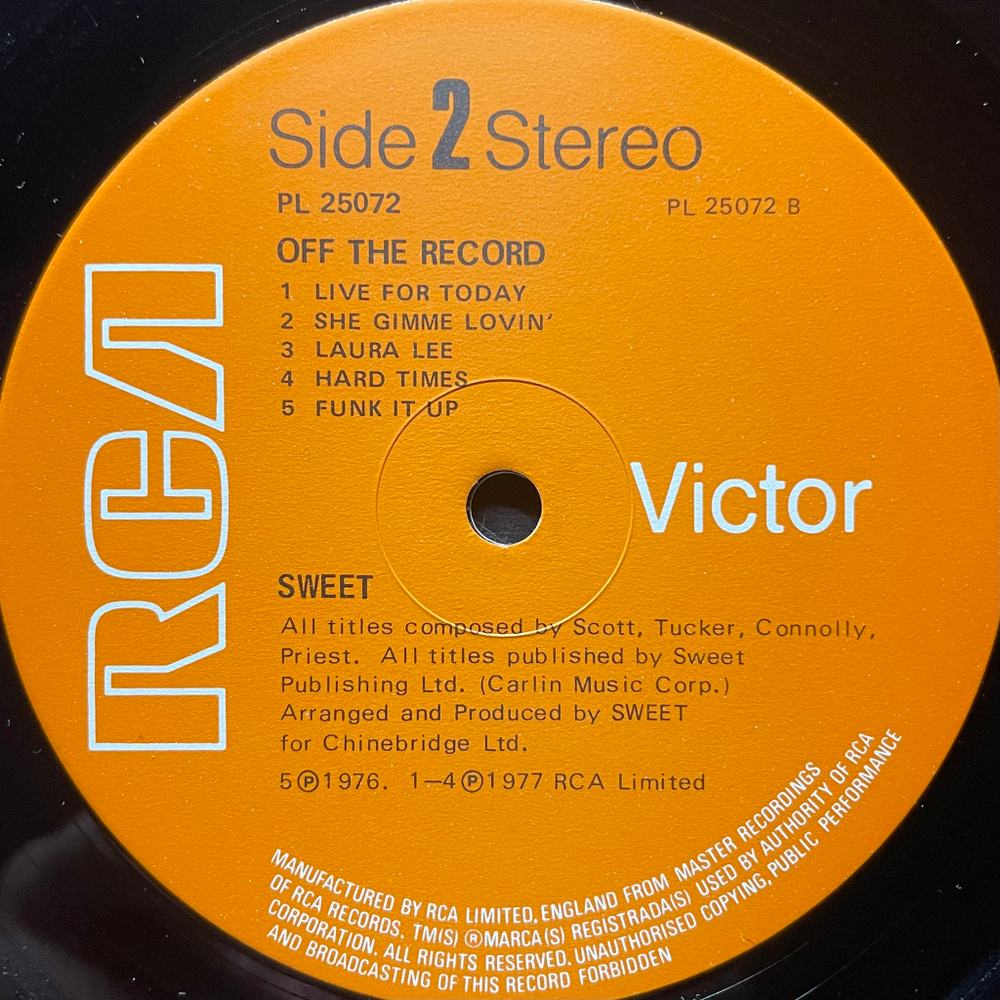 Side 2 Stereo
PL 25072
PL 25072 B
OFF THE RECORD
1 LIVE FOR TODAY
2 SHE GIMME LOVIN'
3 LAURA LEE
4 HARD TIMES
5 FUNK IT UP
RCA
Victor
SWEET
All titles composed by Scott, Tucker, Connolly,
Priest. All titles published by Sweet
Publishing Ltd. (Carlin Music Corp.)
Arranged and Produced by SWEET
for Chinebridge Ltd.
5℗1976. 1–4℗1977 RCA Limited
MANUFACTURED BY RCA LIMITED, ENGLAND FROM MASTER RECORDINGS
OF RCA RECORDS. TM(S) ®MARCA(S) REGÍSTRADA(S) USED BY AUTHORITY OF RCA
CORPORATION. ALL RIGHTS RESERVED. UNAUTHORISED COPYING, PUBLIC PERFORMANCE
AND BROADCASTING OF THIS RECORD FORBIDDEN